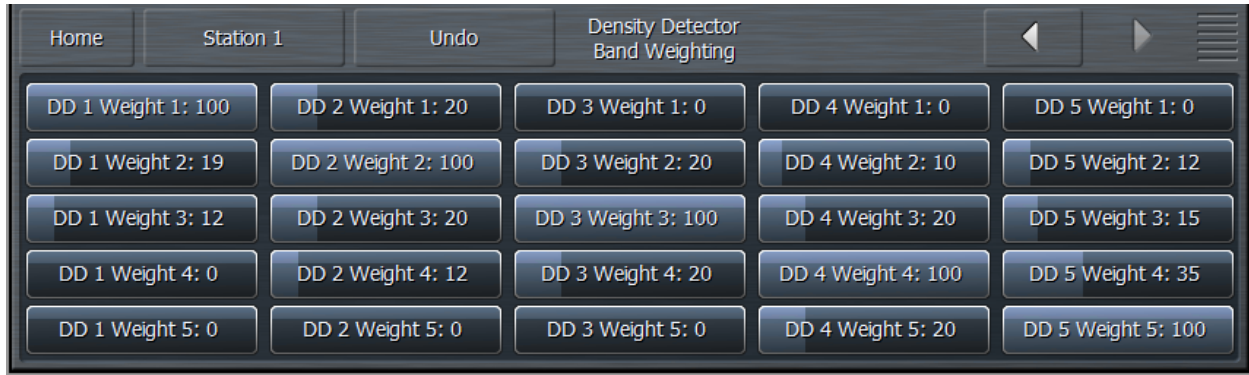 Home Station 1 Undo Density Detector
Band Weighting
DD 1 Weight 1: 100 DD 2 Weight 1: 20 DD 3 Weight 1: 0 DD 4 Weight 1: 0 DD 5 Weight 1: 0
DD 1 Weight 2: 19 DD 2 Weight 2: 100 DD 3 Weight 2: 20 DD 4 Weight 2: 10 DD 5 Weight 2: 12
DD 1 Weight 3: 12 DD 2 Weight 3: 20 DD 3 Weight 3: 100 DD 4 Weight 3: 20 DD 5 Weight 3: 15
DD 1 Weight 4: 0 DD 2 Weight 4: 12 DD 3 Weight 4: 20 DD 4 Weight 4: 100 DD 5 Weight 4: 35
DD 1 Weight 5: 0 DD 2 Weight 5: 0 DD 3 Weight 5: 0 DD 4 Weight 5: 20 DD 5 Weight 5: 100